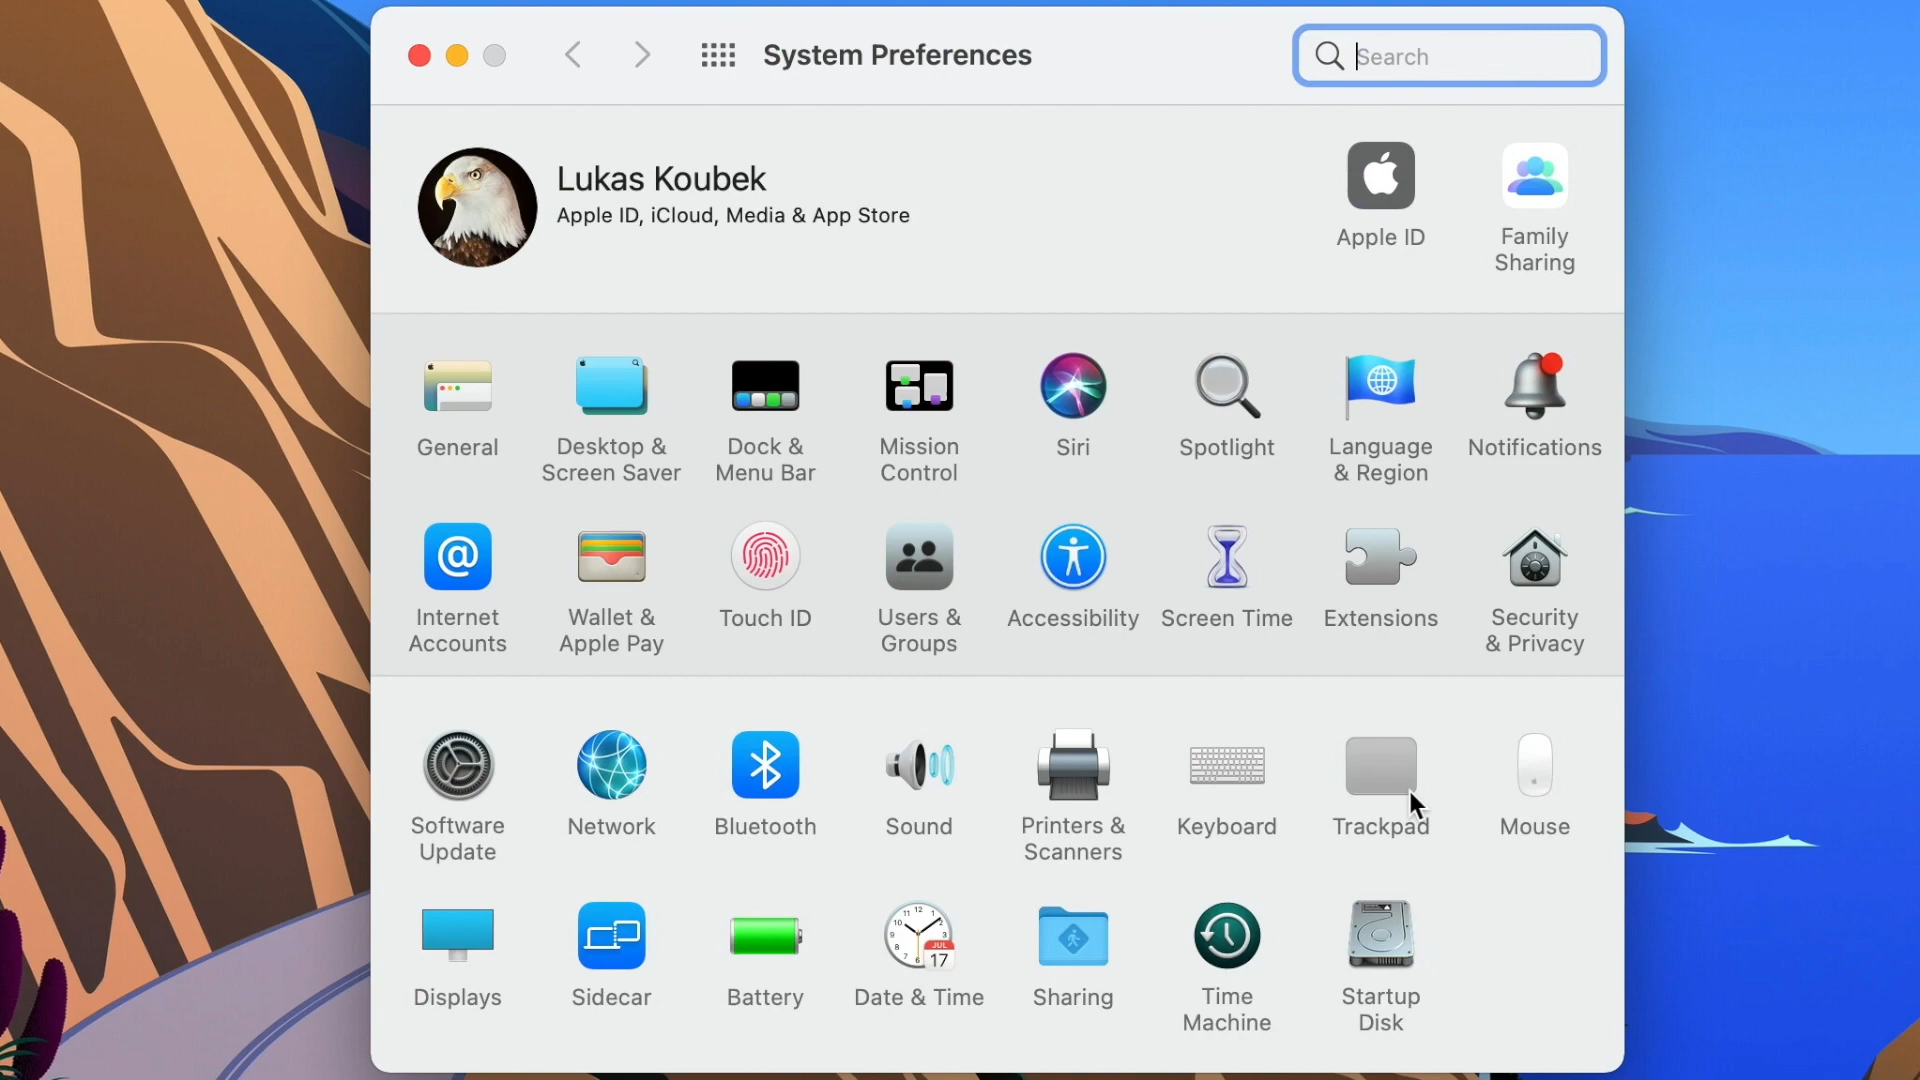 System Preferences
Search
Lukas Koubek
Apple ID, iCloud, Media & App Store
Apple ID
Family
Sharing
General
Desktop &
Screen Saver
Dock &
Menu Bar
Mission
Control
Siri
Spotlight
Language
& Region
Notifications
Internet
Accounts
Wallet &
Apple Pay
Touch ID
Users &
Groups
Accessibility
Screen Time
Extensions
Security
& Privacy
Software
Update
Network
Bluetooth
Sound
Printers &
Scanners
Keyboard
Trackpad
Mouse
JUL
17
Displays
Sidecar
Battery
Date & Time
Sharing
Time
Machine
Startup
Disk